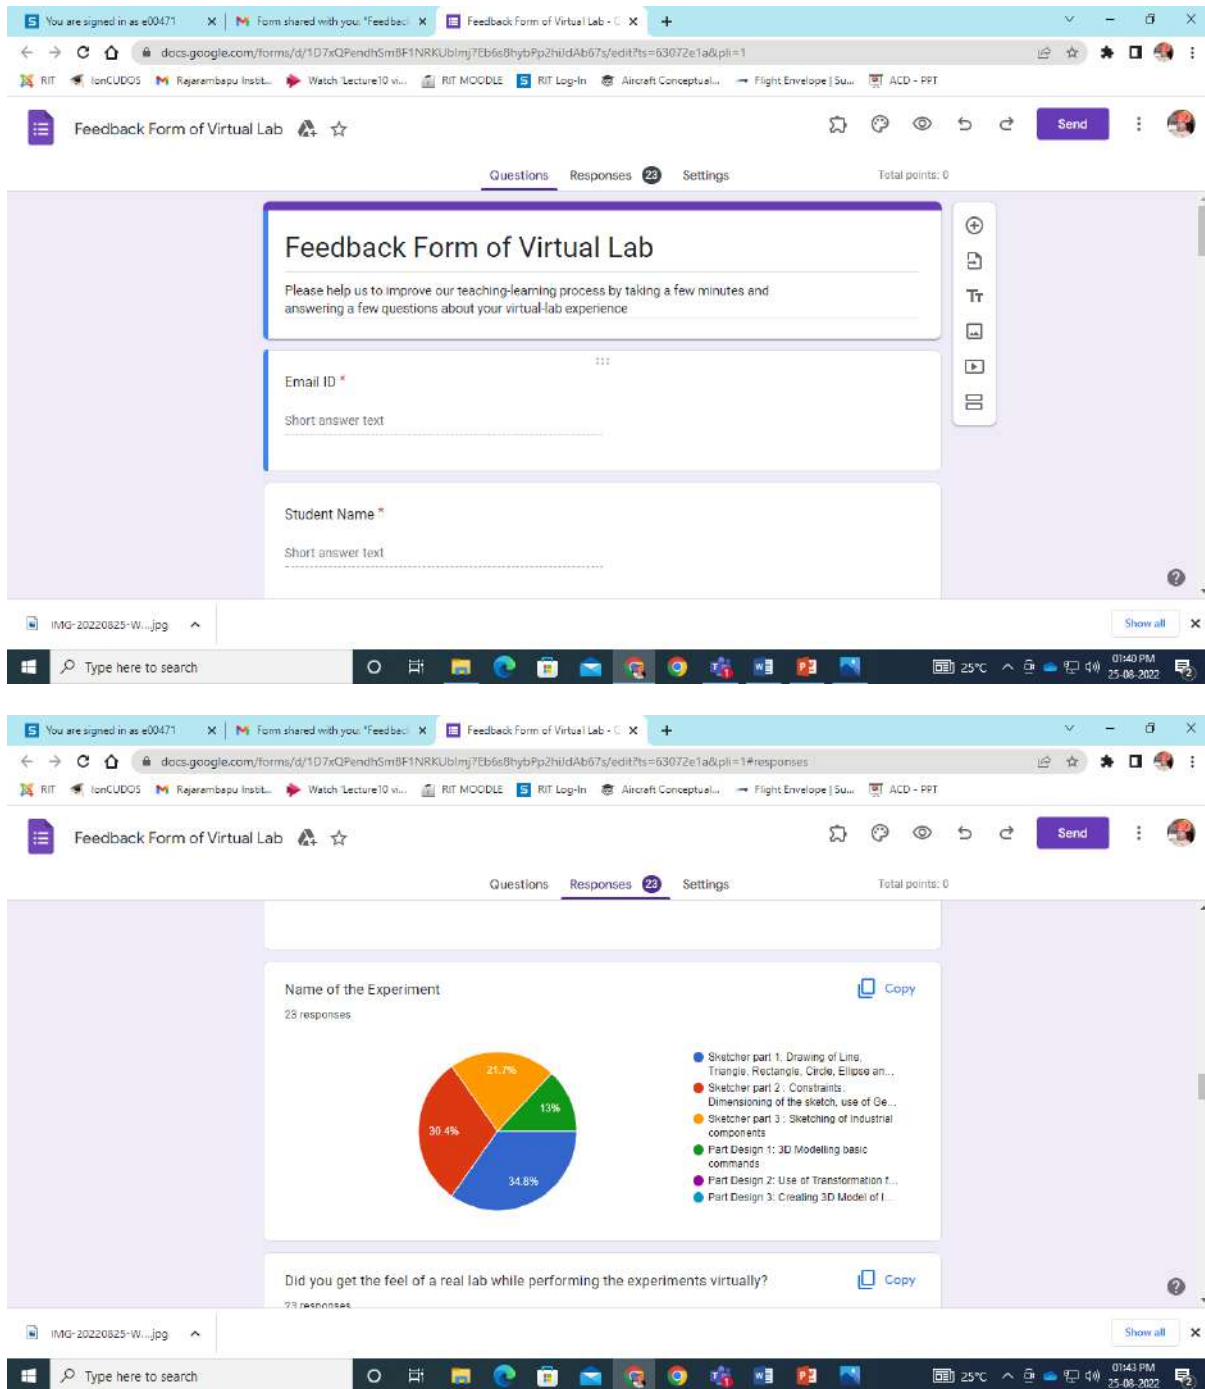 You are signed in as e00471
Form shared with you: "Feedbac
Feedback Form of Virtual Lab - G
docs.google.com/forms/d/1D7xQPendhSm8F1NRKUbImj7Eb6s8hybPp2hiJdAb67s/edit?ts=63072e1a&pli=1
RIT IonCUDOS Rajarambapu Instit... Watch 'Lecture10 vi... RIT MOODLE RIT Log-In Aircraft Conceptual... Flight Envelope | Su... ACD - PPT
Feedback Form of Virtual Lab
Send
Questions Responses 23 Settings
Total points: 0
Feedback Form of Virtual Lab
Please help us to improve our teaching-learning process by taking a few minutes and
answering a few questions about your virtual-lab experience
Email ID *
Short answer text
Student Name *
Short answer text
IMG-20220825-W....jpg
Show all
Type here to search
25°C
01:40 PM
25-08-2022
You are signed in as e00471
Form shared with you: "Feedbac
Feedback Form of Virtual Lab - G
docs.google.com/forms/d/1D7xQPendhSm8F1NRKUbImj7Eb6s8hybPp2hiJdAb67s/edit?ts=63072e1a&pli=1#responses
RIT IonCUDOS Rajarambapu Instit... Watch 'Lecture10 vi... RIT MOODLE RIT Log-In Aircraft Conceptual... Flight Envelope | Su... ACD - PPT
Feedback Form of Virtual Lab
Send
Questions Responses 23 Settings
Total points: 0
Name of the Experiment
Copy
23 responses
21.7%
13%
30.4%
34.8%
Sketcher part 1: Drawing of Line,
Triangle, Rectangle, Circle, Ellipse an...
Sketcher part 2 : Constraints:
Dimensioning of the sketch, use of Ge...
Sketcher part 3 : Sketching of Industrial
components
Part Design 1: 3D Modelling basic
commands
Part Design 2: Use of Transformation f...
Part Design 3: Creating 3D Model of I...
Did you get the feel of a real lab while performing the experiments virtually?
Copy
23 responses
IMG-20220825-W....jpg
Show all
Type here to search
25°C
01:43 PM
25-08-2022